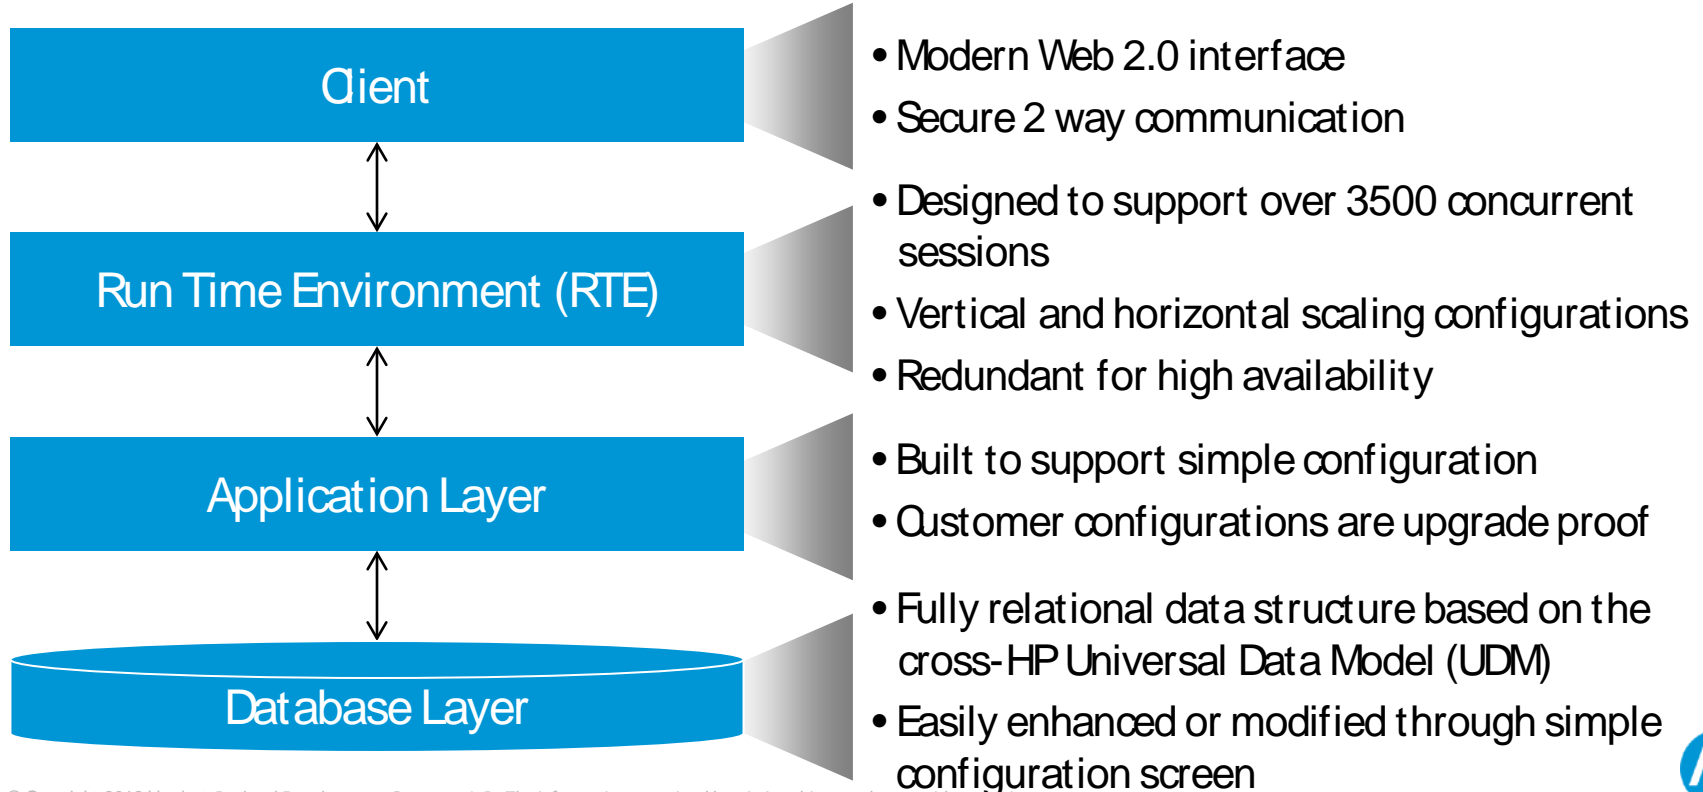 Client
• Modern Web 2.0 interface
• Secure 2 way communication
Run Time Environment (RTE)
• Designed to support over 3500 concurrent
sessions
• Vertical and horizontal scaling configurations
• Redundant for high availability
Application Layer
• Built to support simple configuration
• Customer configurations are upgrade proof
Database Layer
• Fully relational data structure based on the
cross-HP Universal Data Model (UDM)
• Easily enhanced or modified through simple
configuration screen